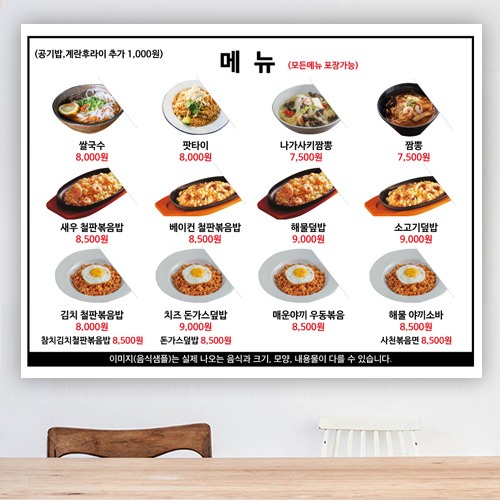 (공기밥,계란후라이 추가 1,000원)
메 뉴 (모든메뉴 포장가능)
쌀국수 팟타이 나가사키짬뽕 짬뽕
8,000원 8,000원 7,500원 7,500원
새우 철판볶음밥 베이컨 철판볶음밥 해물덮밥 소고기덮밥
8,500원 8,500원 9,000원 9,000원
김치 철판볶음밥 치즈 돈가스덮밥 매운야끼 우동볶음 해물 야끼소바
8,000원 9,000원 8,500원 8,500원
참치김치철판볶음밥 8,500원 돈가스덮밥 8,500원 사천볶음면 8,500원
이미지(음식샘플)는 실제 나오는 음식과 크기, 모양, 내용물이 다를 수 있습니다.